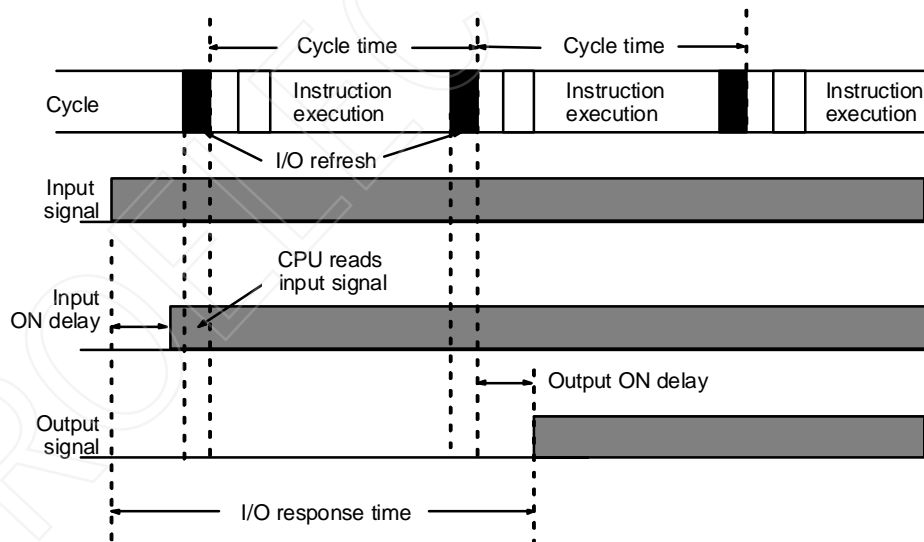 Cycle time
Cycle time
Cycle
Instruction
execution
Instruction
execution
Instruction
execution
I/O refresh
Input
signal
CPU reads
input signal
Input
ON delay
Output ON delay
Output
signal
I/O response time